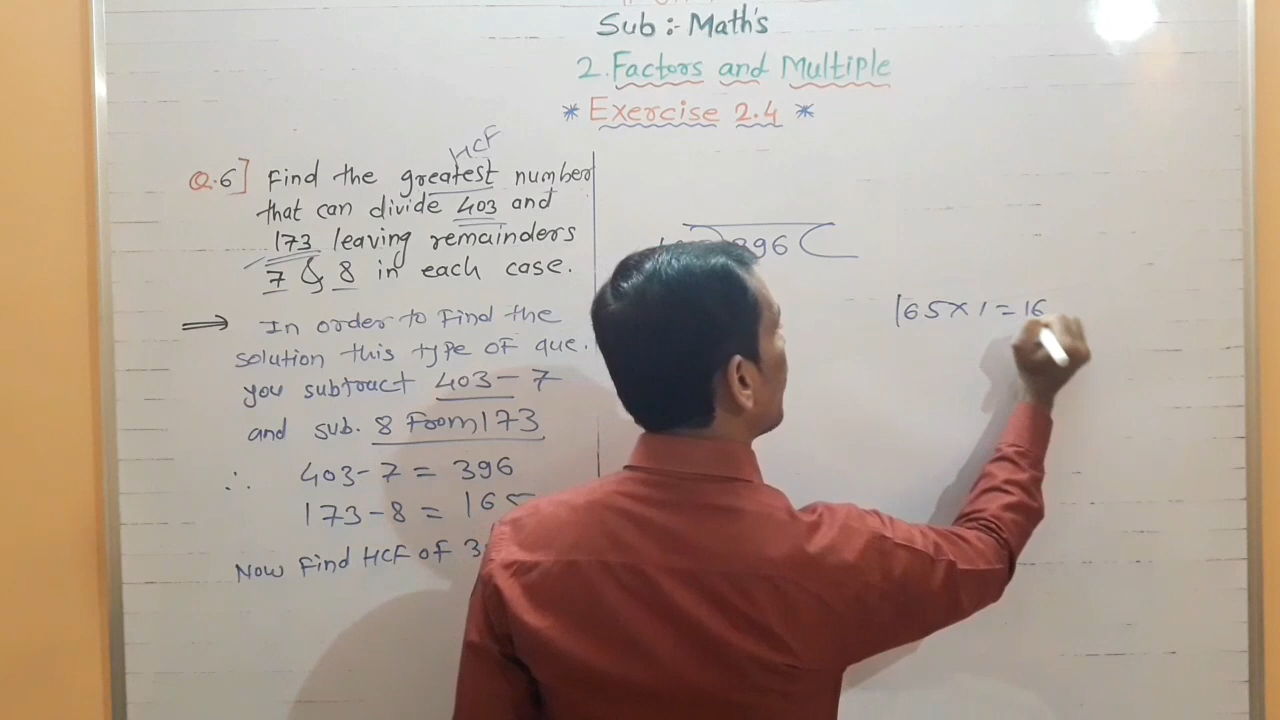 Sub :- Math's
2. Factors and Multiple
* Exercise 2.4 *
HCF
Q.6] Find the greatest number
that can divide 403 and
173 leaving remainders
7 & 8 in each case.
⟹ In order to find the
solution this type of que.
you subtract 403 - 7
and sub. 8 From 173
∴ 403 - 7 = 396
173 - 8 = 165
Now Find HCF of
396
165 × 1 = 16